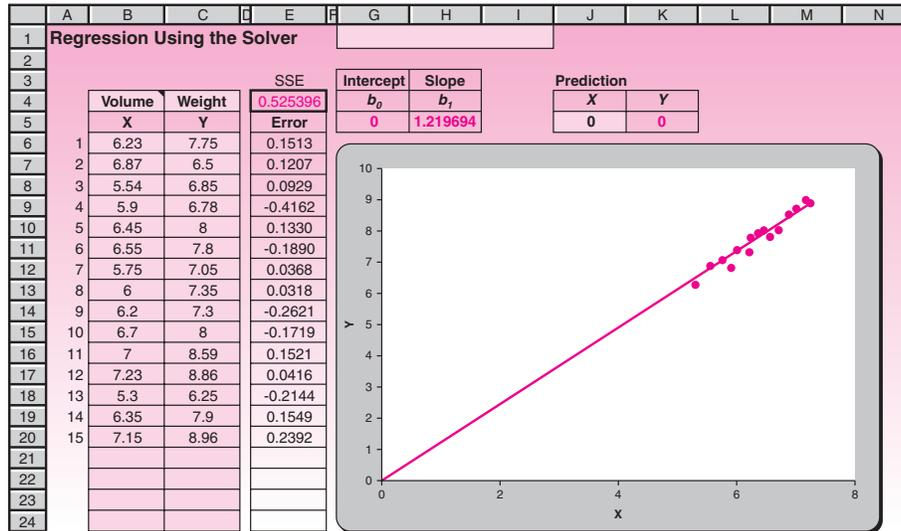 A B C D E F G H I J K L M N
1 Regression Using the Solver
2
3 SSE Intercept Slope Prediction
4 Volume Weight 0.525396 b0 b1 X Y
5 X Y Error 0 1.219694 0 0
6 1 6.23 7.75 0.1513
7 2 6.87 6.5 0.1207
8 3 5.54 6.85 0.0929
9 4 5.9 6.78 -0.4162
10 5 6.45 8 0.1330
11 6 6.55 7.8 -0.1890
12 7 5.75 7.05 0.0368
13 8 6 7.35 0.0318
14 9 6.2 7.3 -0.2621
15 10 6.7 8 -0.1719
16 11 7 8.59 0.1521
17 12 7.23 8.86 0.0416
18 13 5.3 6.25 -0.2144
19 14 6.35 7.9 0.1549
20 15 7.15 8.96 0.2392
21
22
23
24
10
9
8
7
6
Y 5
4
3
2
1
0
0 2 4 6 8
X